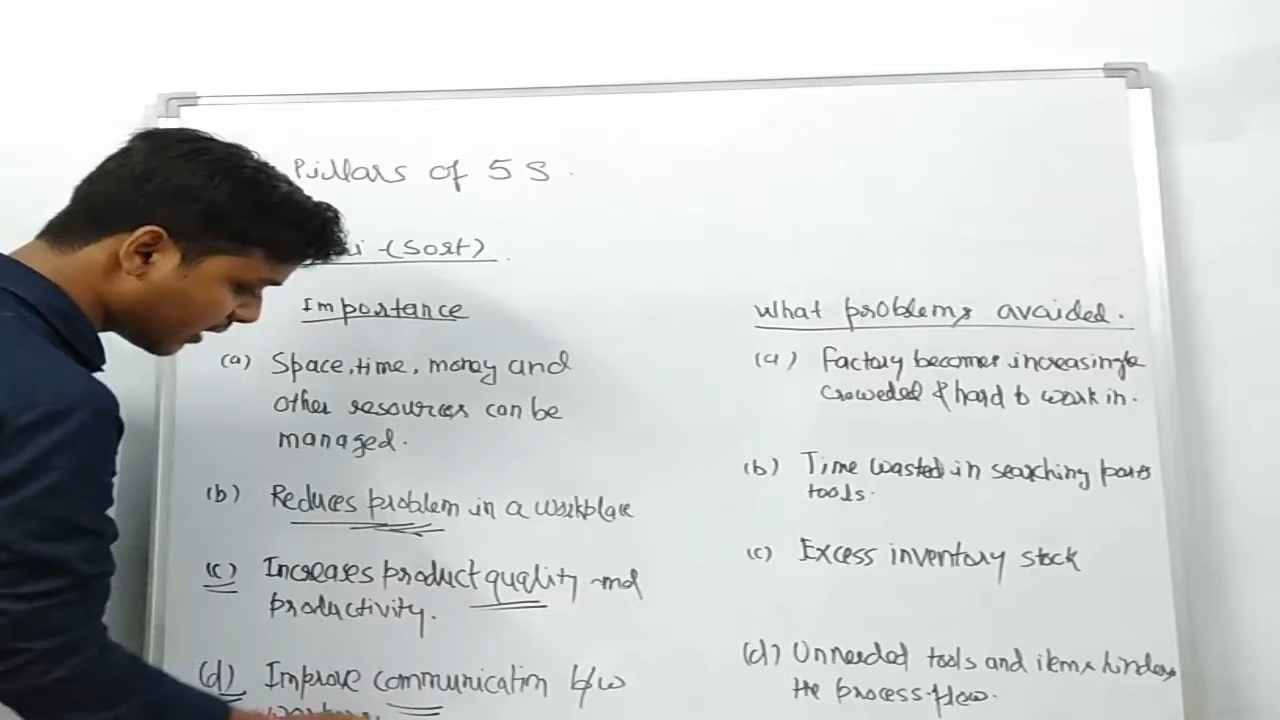 Pillars of 5 S.
-(Sort).
Importance
(a) Space, time, money and
other resources can be
managed.
(b) Reduces problem in a workplace
(c) Increases product quality and
productivity.
(d) Improve communication b/w
What problems avoided.
(a) Factory becomes increasingly
crowded & hard to work in.
(b) Time wasted in searching parts
tools.
(c) Excess inventory stock
(d) Unneeded tools and items hinders
the process flow.